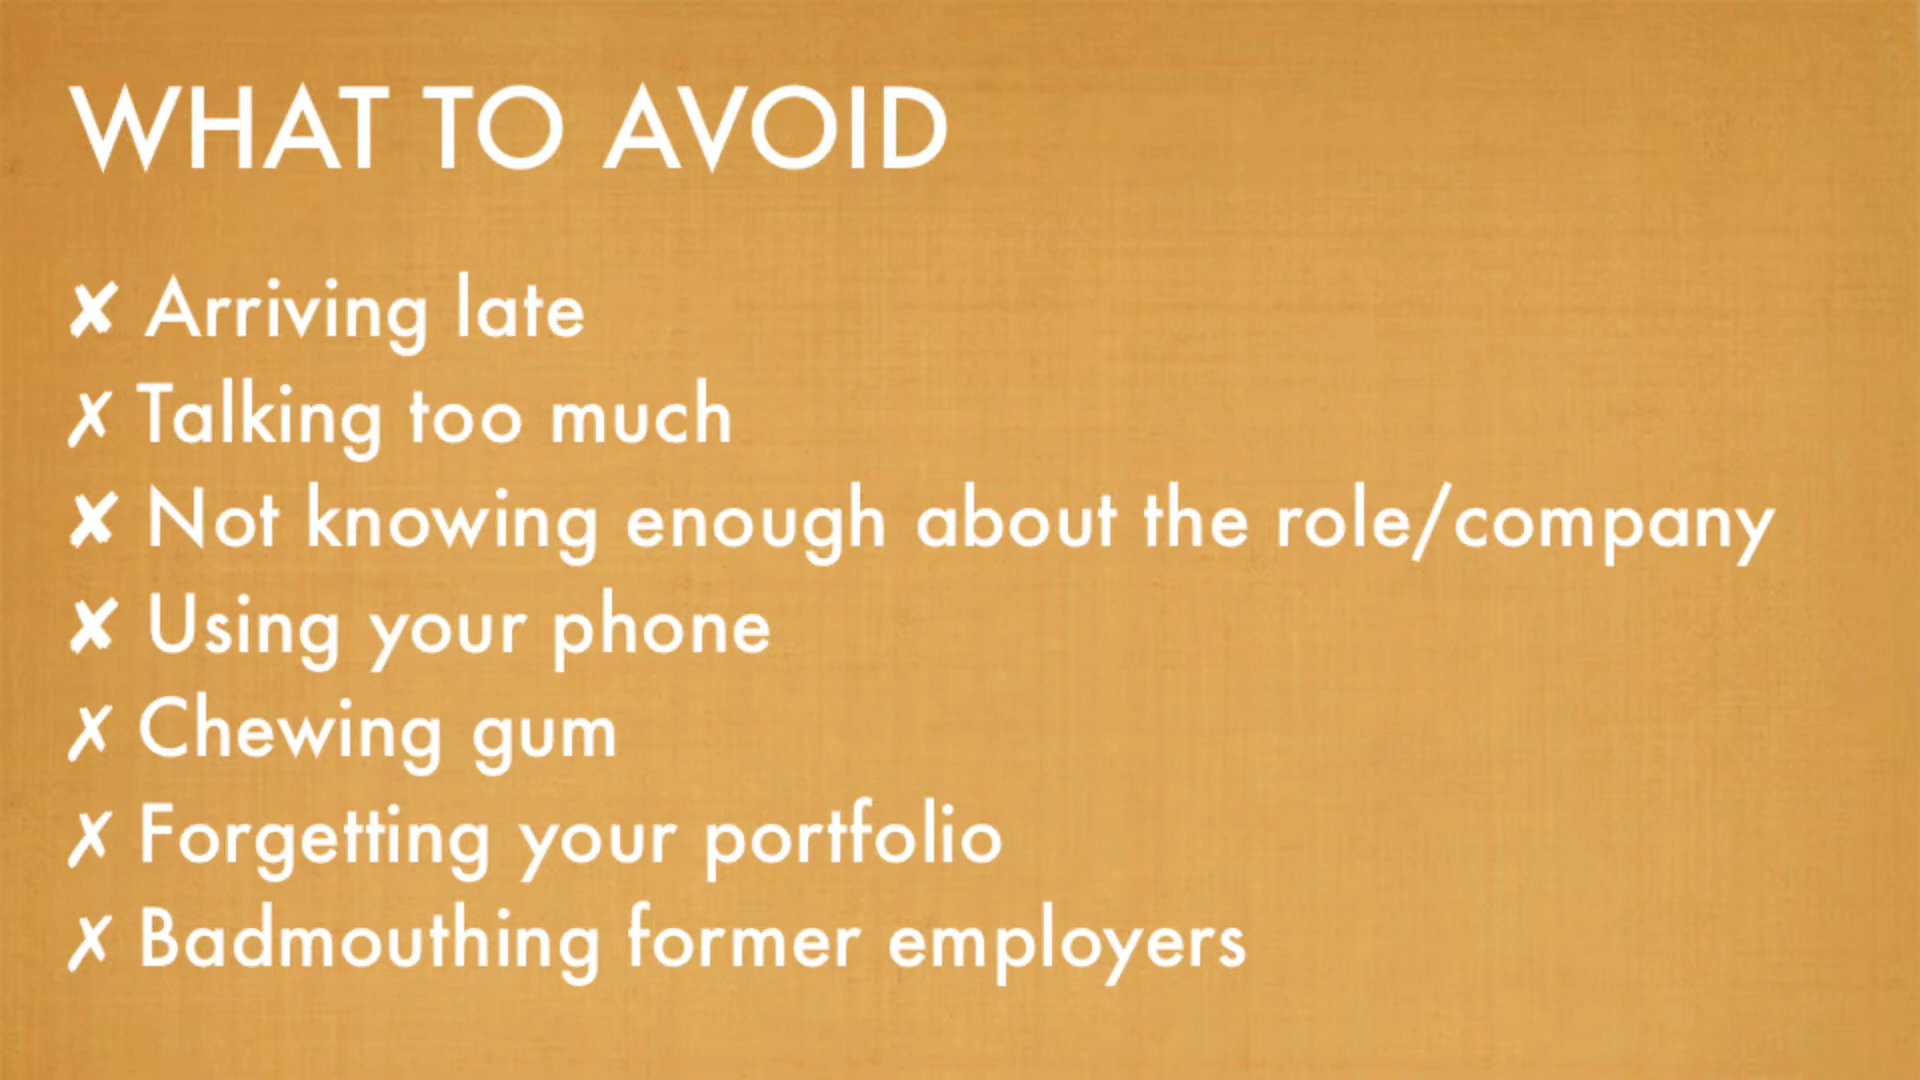 WHAT TO AVOID
✘ Arriving late
✗ Talking too much
✘ Not knowing enough about the role/company
✘ Using your phone
✗ Chewing gum
✗ Forgetting your portfolio
✗ Badmouthing former employers